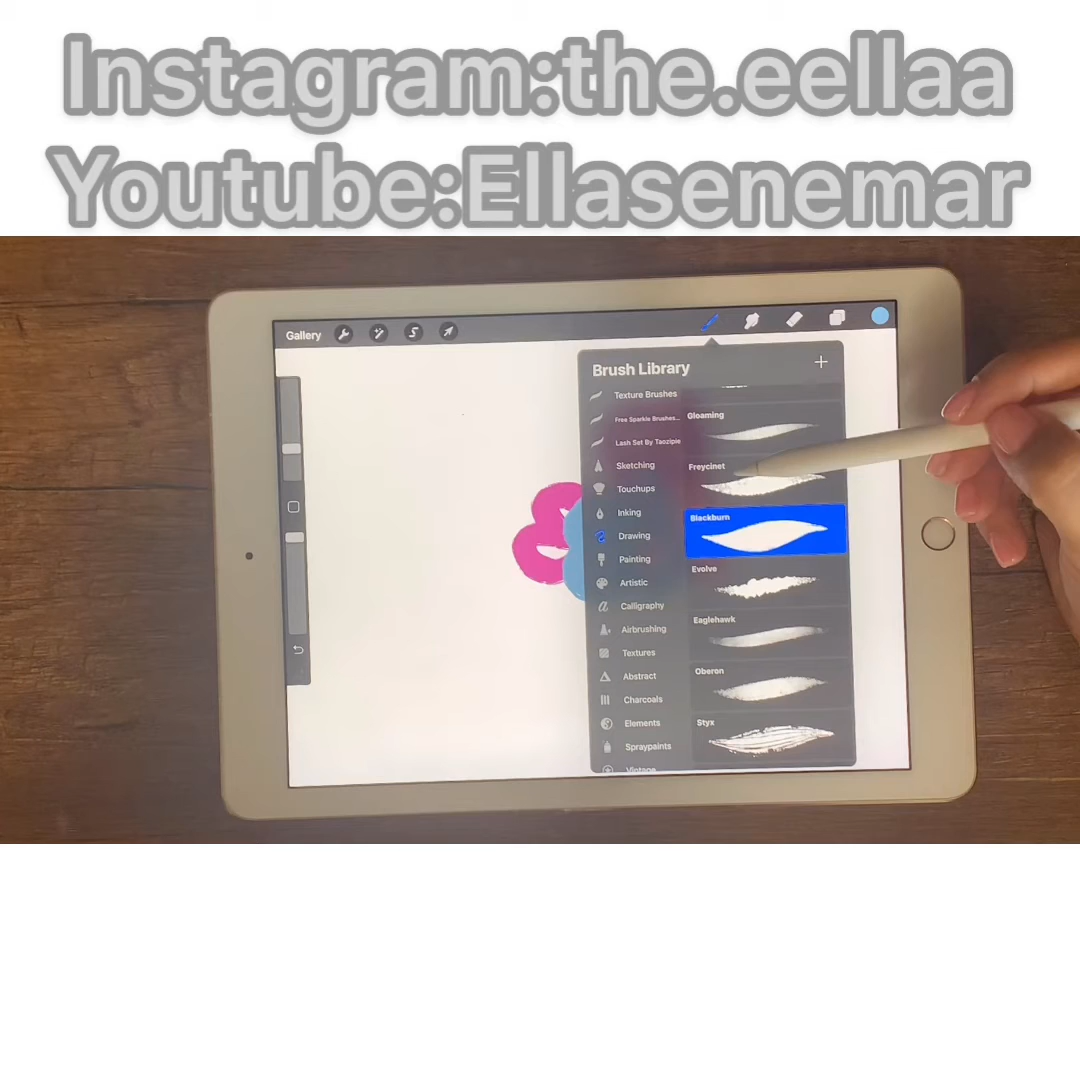 Instagram:the.eellaa
Youtube:Ellasenemar
Gallery
Brush Library
Texture Brushes
Free Sparkle Brushes...
Lash Set By Taozipie
Sketching
Touchups
Inking
Drawing
Painting
Artistic
Calligraphy
Airbrushing
Textures
Abstract
Charcoals
Elements
Spraypaints
Vintage
Gloaming
Freycinet
Blackburn
Evolve
Eaglehawk
Oberon
Styx